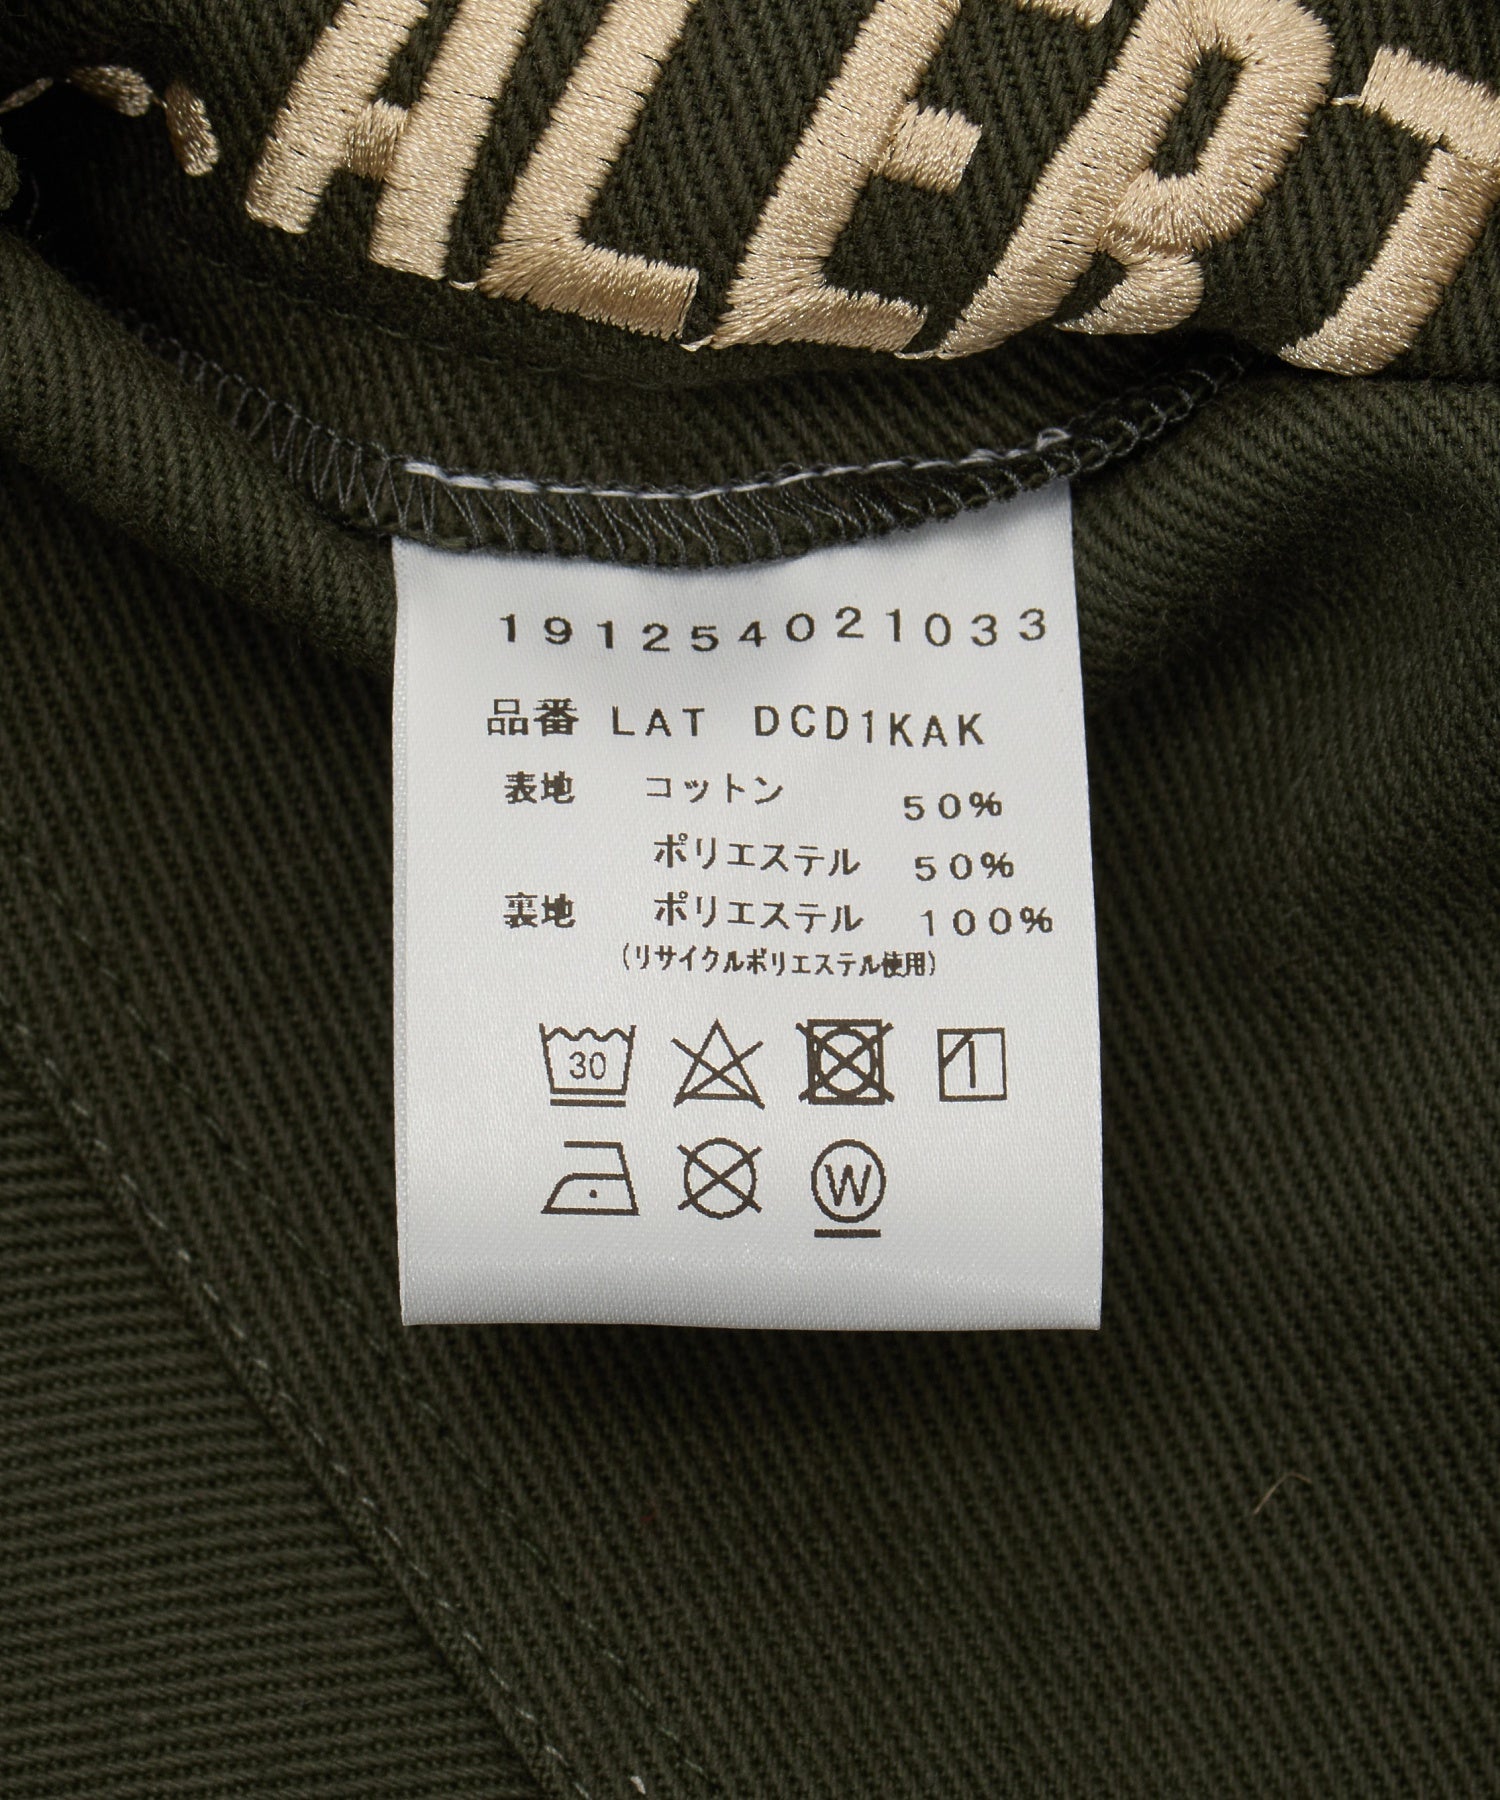 ALERT
191254021033
品番 LAT DCD1KAK
表地 コットン 50%
ポリエステル 50%
裏地 ポリエステル 100%
(リサイクルポリエステル使用)
30
W